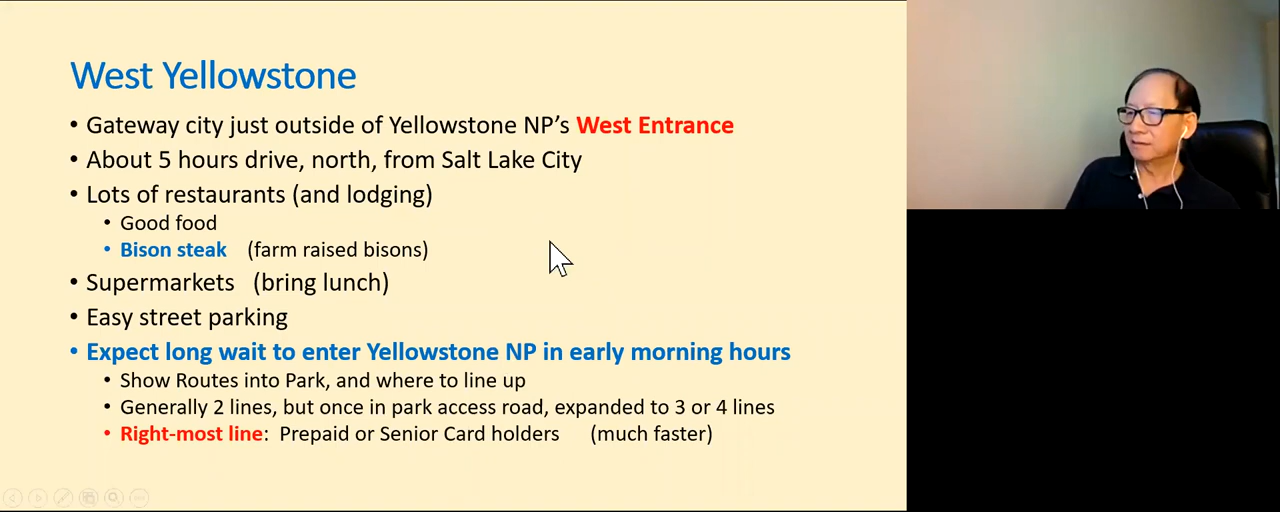 West Yellowstone
• Gateway city just outside of Yellowstone NP’s West Entrance
• About 5 hours drive, north, from Salt Lake City
• Lots of restaurants (and lodging)
• Good food
• Bison steak (farm raised bisons)
• Supermarkets (bring lunch)
• Easy street parking
• Expect long wait to enter Yellowstone NP in early morning hours
• Show Routes into Park, and where to line up
• Generally 2 lines, but once in park access road, expanded to 3 or 4 lines
• Right-most line: Prepaid or Senior Card holders (much faster)